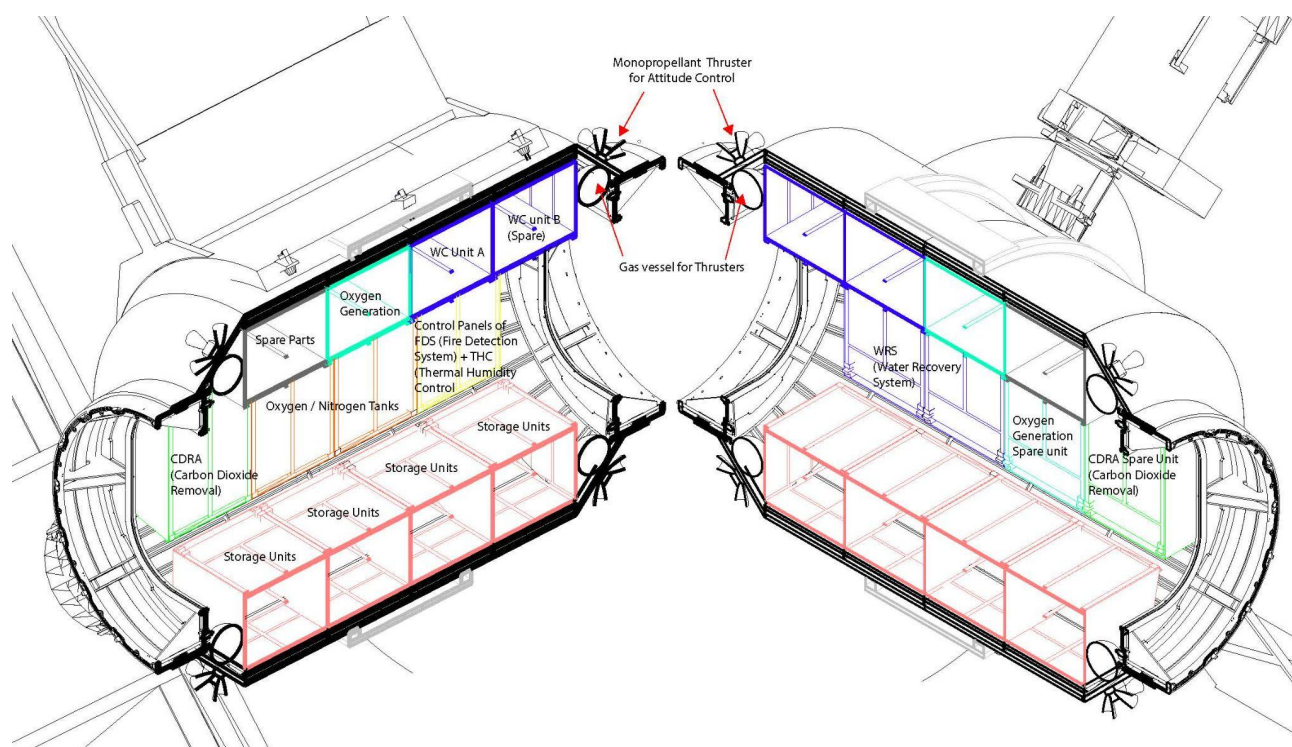 Monopropellant Thruster
for Attitude Control
WC unit B
(Spare)
WC Unit A
Gas vessel for Thrusters
Oxygen
Generation
Spare Parts
Control Panels of
FDS (Fire Detection
System) + THC
(Thermal Humidity
Control
Oxygen / Nitrogen Tanks
CDRA
(Carbon Dioxide
Removal)
Storage Units
Storage Units
Storage Units
WRS
(Water Recovery
System)
Oxygen
Generation
Spare unit
CDRA Spare Unit
(Carbon Dioxide
Removal)